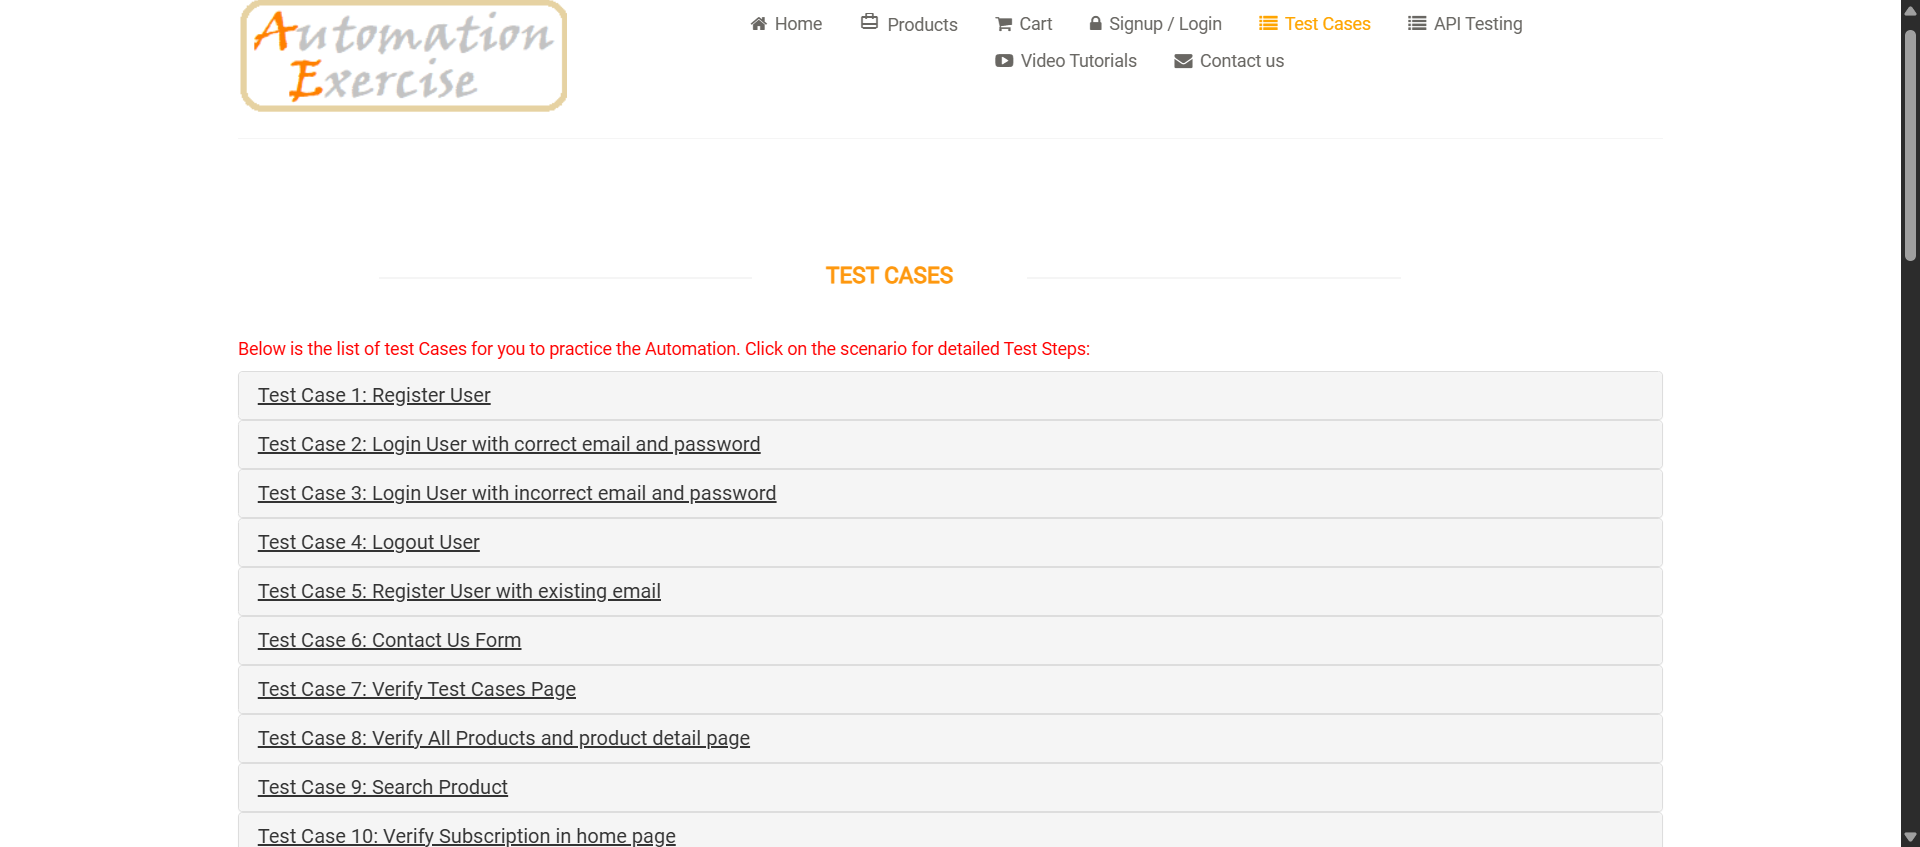 Automation
Exercise
Home Products Cart Signup / Login Test Cases API Testing
Video Tutorials Contact us
TEST CASES
Below is the list of test Cases for you to practice the Automation. Click on the scenario for detailed Test Steps:
Test Case 1: Register User
Test Case 2: Login User with correct email and password
Test Case 3: Login User with incorrect email and password
Test Case 4: Logout User
Test Case 5: Register User with existing email
Test Case 6: Contact Us Form
Test Case 7: Verify Test Cases Page
Test Case 8: Verify All Products and product detail page
Test Case 9: Search Product
Test Case 10: Verify Subscription in home page